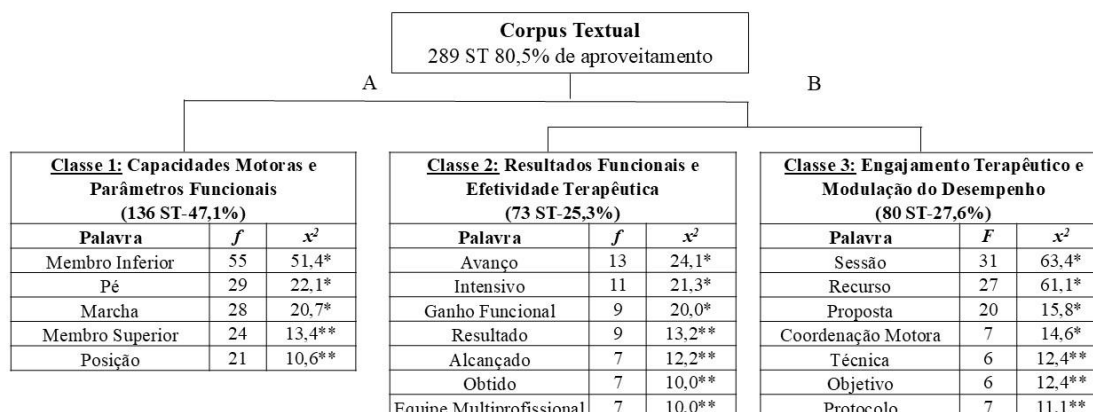 Corpus Textual
289 ST 80,5% de aproveitamento
A
B
Classe 1: Capacidades Motoras e
Parâmetros Funcionais
(136 ST-47,1%)
Palavra f x²
Membro Inferior 55 51,4*
Pé 29 22,1*
Marcha 28 20,7*
Membro Superior 24 13,4**
Posição 21 10,6**
Classe 2: Resultados Funcionais e
Efetividade Terapêutica
(73 ST-25,3%)
Palavra f x²
Avanço 13 24,1*
Intensivo 11 21,3*
Ganho Funcional 9 20,0*
Resultado 9 13,2**
Alcançado 7 12,2**
Obtido 7 10,0**
Equipe Multiprofissional 7 10,0**
Classe 3: Engajamento Terapêutico e
Modulação do Desempenho
(80 ST-27,6%)
Palavra F x²
Sessão 31 63,4*
Recurso 27 61,1*
Proposta 20 15,8*
Coordenação Motora 7 14,6*
Técnica 6 12,4**
Objetivo 6 12,4**
Protocolo 7 11,1**